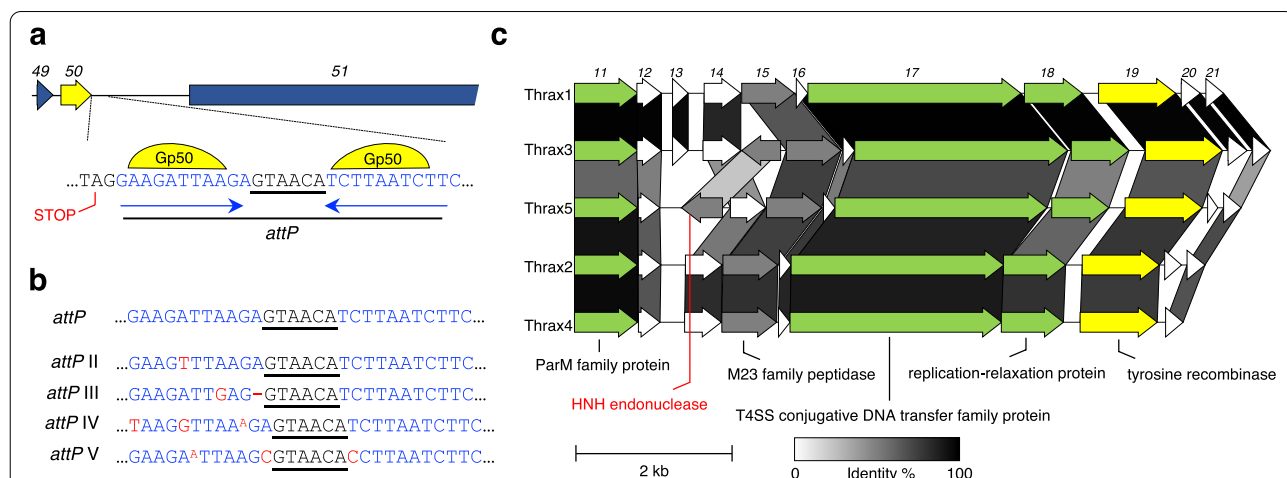 a
49 50 51
Gp50 Gp50
...TAGGAAGATTAAGAGTAACATCTTAATCTTC...
STOP
attP
b
attP ...GAAGATTAAGAGTAACATCTTAATCTTC...
attP II ...GAAGTTTAAGAGTAACATCTTAATCTTC...
attP III ...GAAGATTGAG-GTAACATCTTAATCTTC...
attP IV ...TAAGGTTAAAGAGTAACATCTTAATCTTC...
attP V ...GAAGAATTAAGCGTAACACCTTAATCTTC...
c
11 12 13 14 15 16 17 18 19 20 21
Thrax1
Thrax3
Thrax5
Thrax2
Thrax4
ParM family protein
M23 family peptidase
replication-relaxation protein
tyrosine recombinase
HNH endonuclease
T4SS conjugative DNA transfer family protein
2 kb
0 Identity % 100